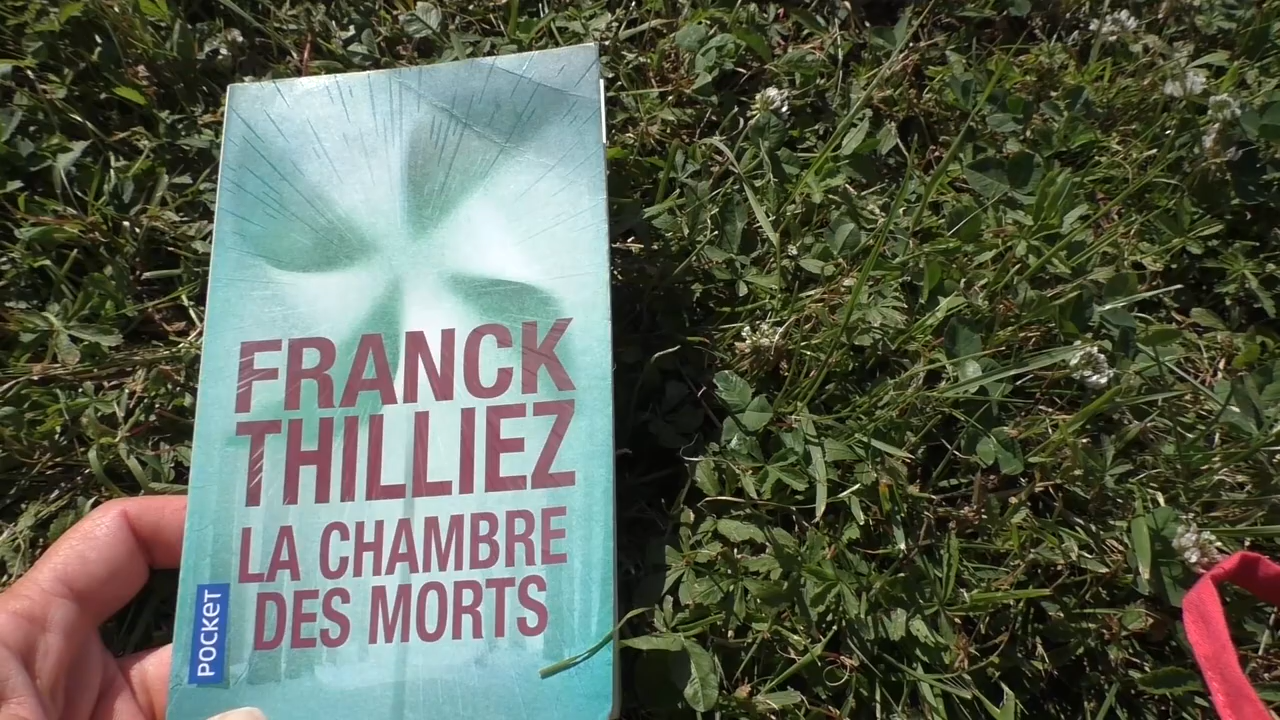 FRANCK
THILLIEZ
LA CHAMBRE
DES MORTS
POCKET